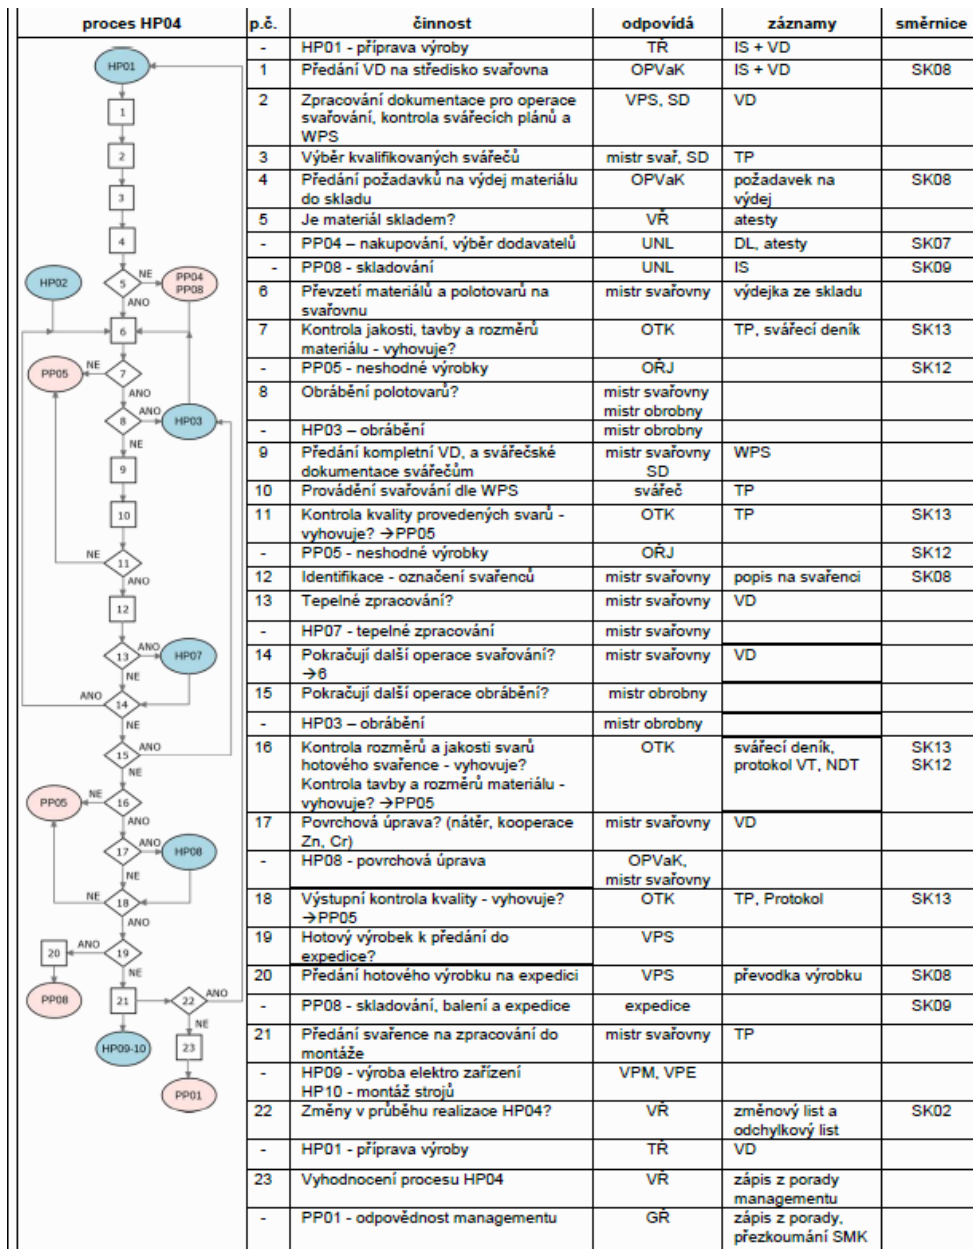 proces HP04 p.č. činnost odpovídá záznamy směrnice
- HP01 - příprava výroby TŘ IS + VD
1 Předání VD na středisko svařovna OPVaK IS + VD SK08
2 Zpracování dokumentace pro operace VPS, SD VD
svařování, kontrola svářecích plánů a
WPS
3 Výběr kvalifikovaných svářečů mistr svař, SD TP
4 Předání požadavků na výdej materiálu OPVaK požadavek na SK08
do skladu výdej
5 Je materiál skladem? VŘ atesty
- PP04 – nakupování, výběr dodavatelů UNL DL, atesty SK07
- PP08 - skladování UNL IS SK09
6 Převzetí materiálů a polotovarů na mistr svařovny výdejka ze skladu
svařovnu
7 Kontrola jakosti, tavby a rozměrů OTK TP, svářecí deník SK13
materiálu - vyhovuje?
- PP05 - neshodné výrobky OŘJ SK12
8 Obrábění polotovarů? mistr svařovny
mistr obrobny
- HP03 – obrábění mistr obrobny
9 Předání kompletní VD, a svářečské mistr svařovny WPS
dokumentace svářečům SD
10 Provádění svařování dle WPS svářeč TP
11 Kontrola kvality provedených svarů - OTK TP SK13
vyhovuje? →PP05
- PP05 - neshodné výrobky OŘJ SK12
12 Identifikace - označení svařenců mistr svařovny popis na svařenci SK08
13 Tepelné zpracování? mistr svařovny VD
- HP07 - tepelné zpracování mistr svařovny
14 Pokračují další operace svařování? mistr svařovny VD
→6
15 Pokračují další operace obrábění? mistr obrobny
- HP03 – obrábění mistr obrobny
16 Kontrola rozměrů a jakosti svarů OTK svářecí deník, SK13
hotového svařence - vyhovuje? protokol VT, NDT SK12
Kontrola tavby a rozměrů materiálu -
vyhovuje? →PP05
17 Povrchová úprava? (nátěr, kooperace mistr svařovny VD
Zn, Cr)
- HP08 - povrchová úprava OPVaK,
mistr svařovny
18 Výstupní kontrola kvality - vyhovuje? OTK TP, Protokol SK13
→PP05
19 Hotový výrobek k předání do VPS
expedice?
20 Předání hotového výrobku na expedici VPS převodka výrobku SK08
- PP08 - skladování, balení a expedice expedice SK09
21 Předání svařence na zpracování do mistr svařovny TP
montáže
- HP09 - výroba elektro zařízení VPM, VPE
HP10 - montáž strojů
22 Změny v průběhu realizace HP04? VŘ změnový list a SK02
odchylkový list
- HP01 - příprava výroby TŘ VD
23 Vyhodnocení procesu HP04 VŘ zápis z porady
managementu
- PP01 - odpovědnost managementu GŘ zápis z porady,
přezkoumání SMK
HP01
1
2
3
4
HP02 5 NE PP04
PP08
ANO
6
PP05 NE 7
ANO
8 ANO HP03
NE
9
10
NE 11
ANO
12
13 ANO HP07
NE
ANO 14
NE
15 ANO
NE
PP05 NE 16
ANO
17 ANO HP08
NE
NE 18
ANO
20 ANO 19
NE
PP08 21 22 ANO
NE
HP09-10 23
PP01